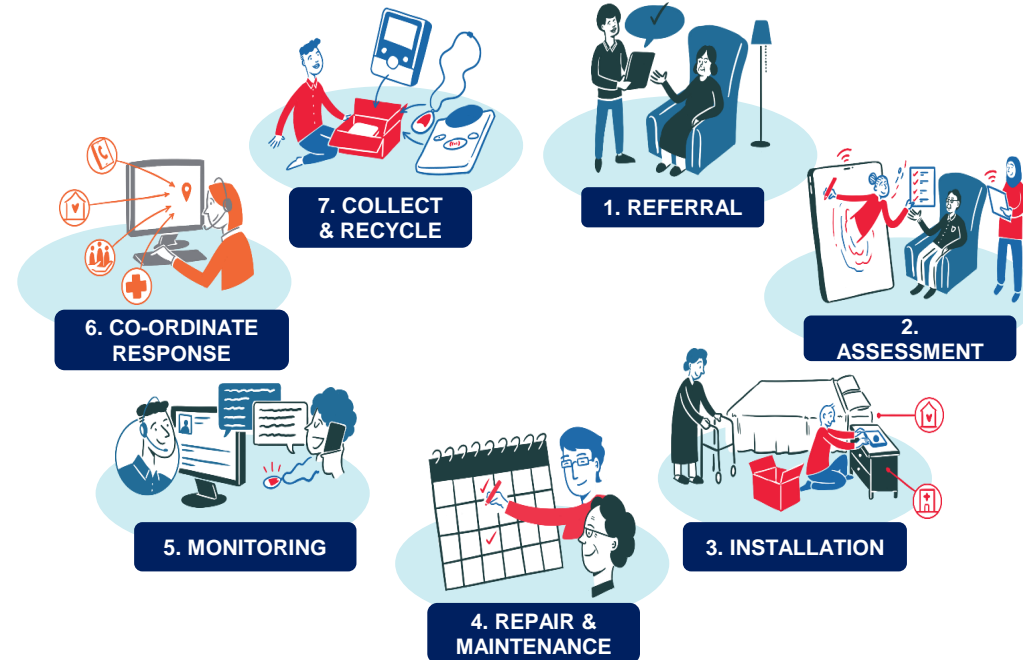 1. REFERRAL
2.
ASSESSMENT
3. INSTALLATION
4. REPAIR &
MAINTENANCE
5. MONITORING
6. CO-ORDINATE
RESPONSE
7. COLLECT
& RECYCLE